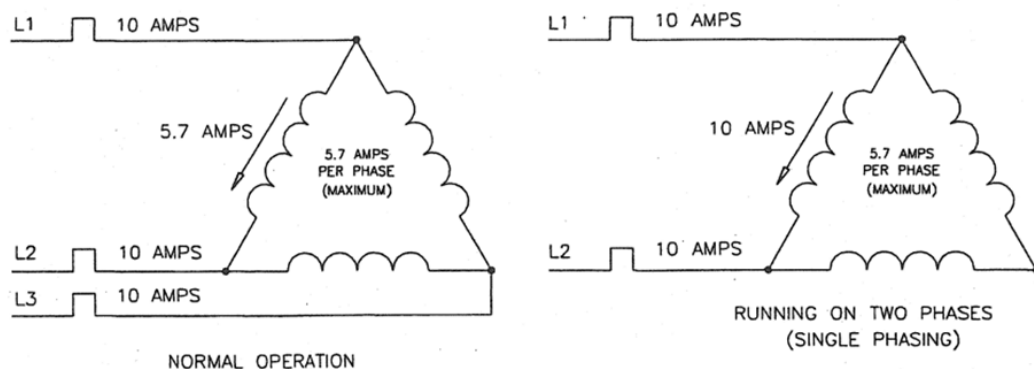 L1 10 AMPS
5.7 AMPS
5.7 AMPS
PER PHASE
(MAXIMUM)
L2 10 AMPS
L3 10 AMPS
NORMAL OPERATION
L1 10 AMPS
10 AMPS
5.7 AMPS
PER PHASE
(MAXIMUM)
L2 10 AMPS
RUNNING ON TWO PHASES
(SINGLE PHASING)